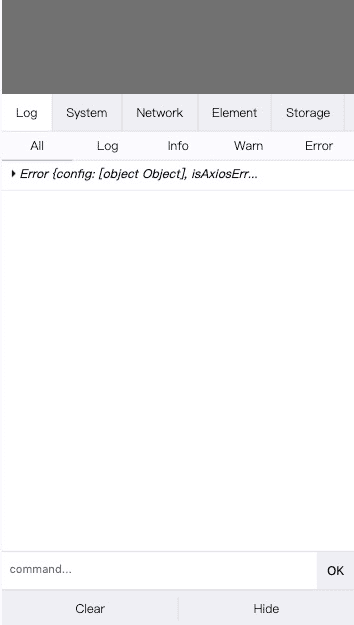 Log System Network Element Storage
All Log Info Warn Error
Error {config: [object Object], isAxiosErr...
command... OK
Clear Hide